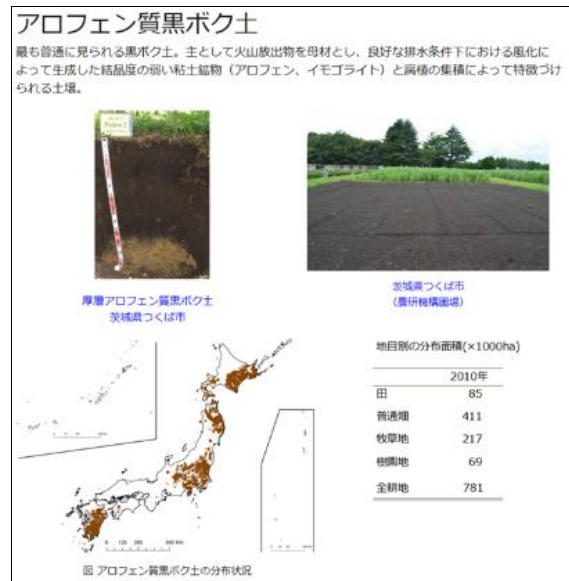 アロフェン質黒ボク土
最も普通に見られる黒ボク土。主として火山放出物を母材とし、良好な排水条件下における風化に
よって生成した結晶度の弱い粘土鉱物（アロフェン、イモゴライト）と腐植の集積によって特徴づけ
られる土壌。
厚層アロフェン質黒ボク土
茨城県つくば市
茨城県つくば市
（農研機構圃場）
地目別の分布面積(×1000ha)
2010年
田 85
普通畑 411
牧草地 217
樹園地 69
全耕地 781
図 アロフェン質黒ボク土の分布状況